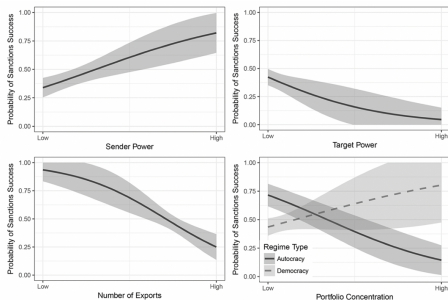 Probability of Sanctions Success
1.00
0.75
0.50
0.25
0.00
Low
High
Sender Power
Probability of Sanctions Success
1.00
0.75
0.50
0.25
0.00
Low
High
Target Power
Probability of Sanctions Success
1.00
0.75
0.50
0.25
0.00
Low
High
Number of Exports
Probability of Sanctions Success
1.00
0.75
0.50
0.25
0.00
Regime Type
Autocracy
Democracy
Low
High
Portfolio Concentration